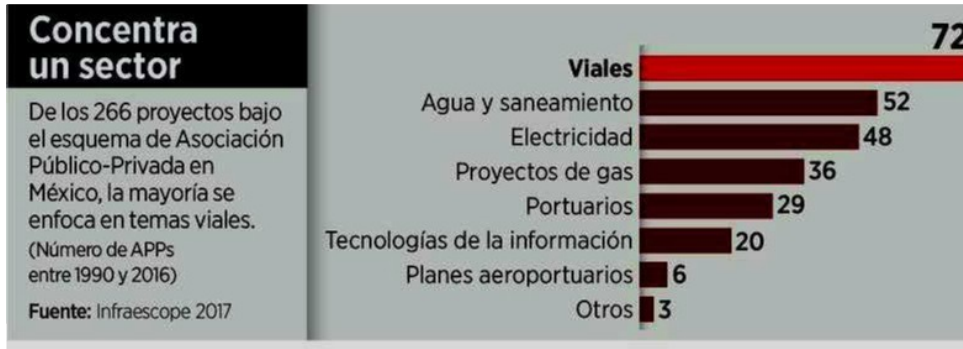 Concentra
un sector
De los 266 proyectos bajo
el esquema de Asociación
Público-Privada en
México, la mayoría se
enfoca en temas viales.
(Número de APPs
entre 1990 y 2016)
Fuente: Infraescope 2017
72
Viales
Agua y saneamiento 52
Electricidad 48
Proyectos de gas 36
Portuarios 29
Tecnologías de la información 20
Planes aeroportuarios 6
Otros 3